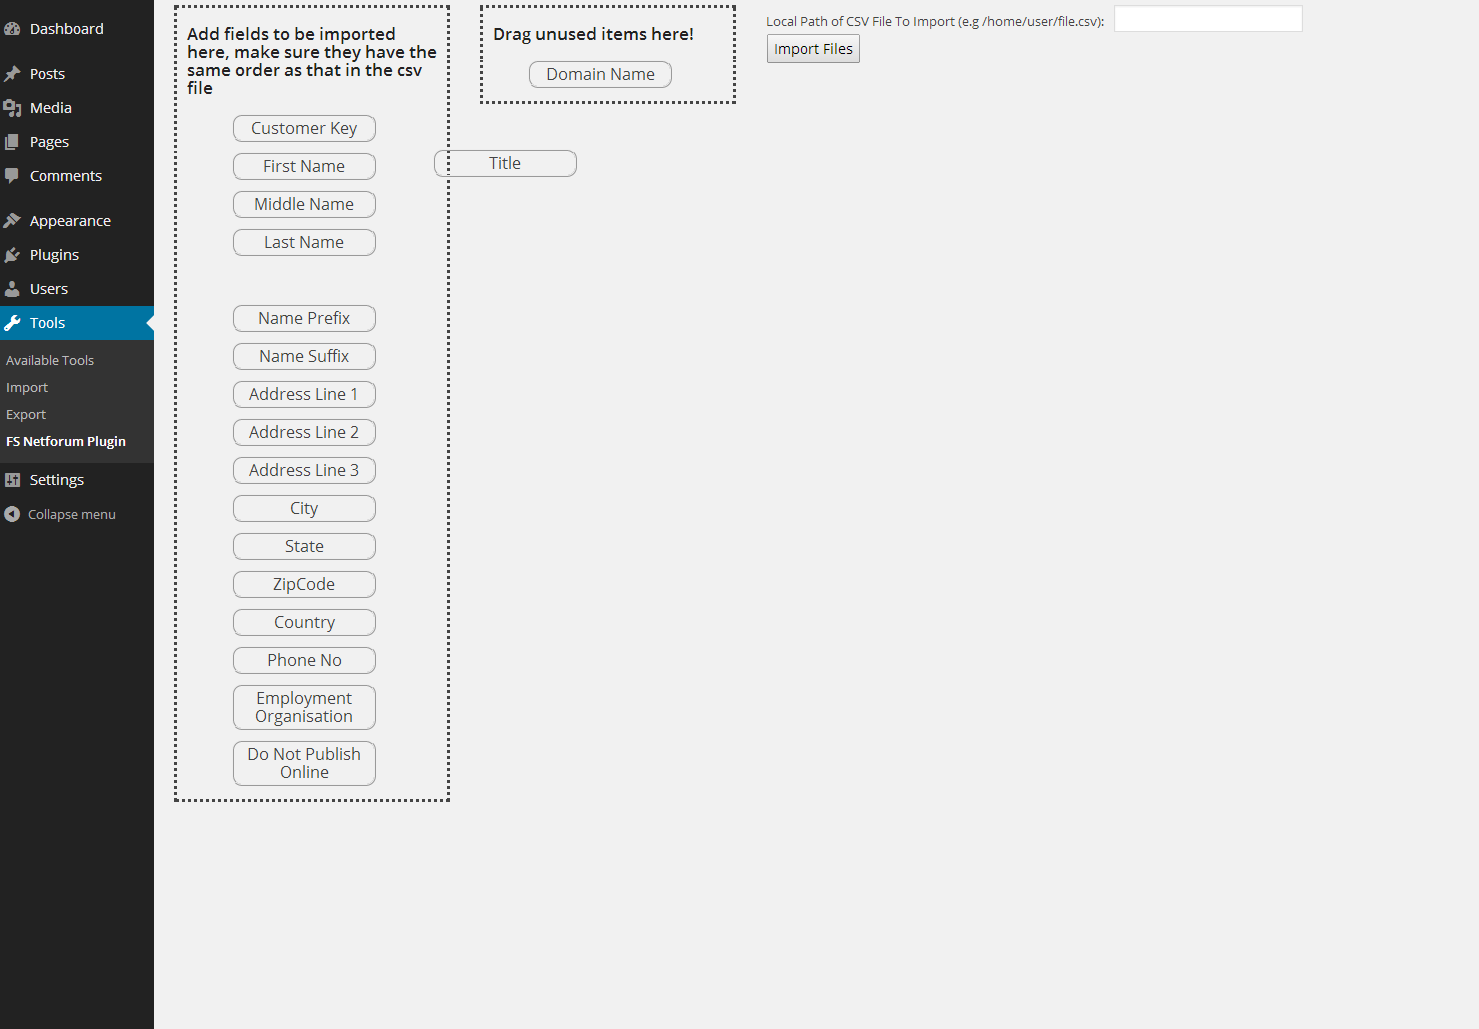 Dashboard
Posts
Media
Pages
Comments
Appearance
Plugins
Users
Tools
Available Tools
Import
Export
FS Netforum Plugin
Settings
Collapse menu
Add fields to be imported
here, make sure they have the
same order as that in the csv
file
Customer Key
First Name
Middle Name
Last Name
Name Prefix
Name Suffix
Address Line 1
Address Line 2
Address Line 3
City
State
ZipCode
Country
Phone No
Employment
Organisation
Do Not Publish
Online
Drag unused items here!
Domain Name
Title
Local Path of CSV File To Import (e.g /home/user/file.csv):
Import Files